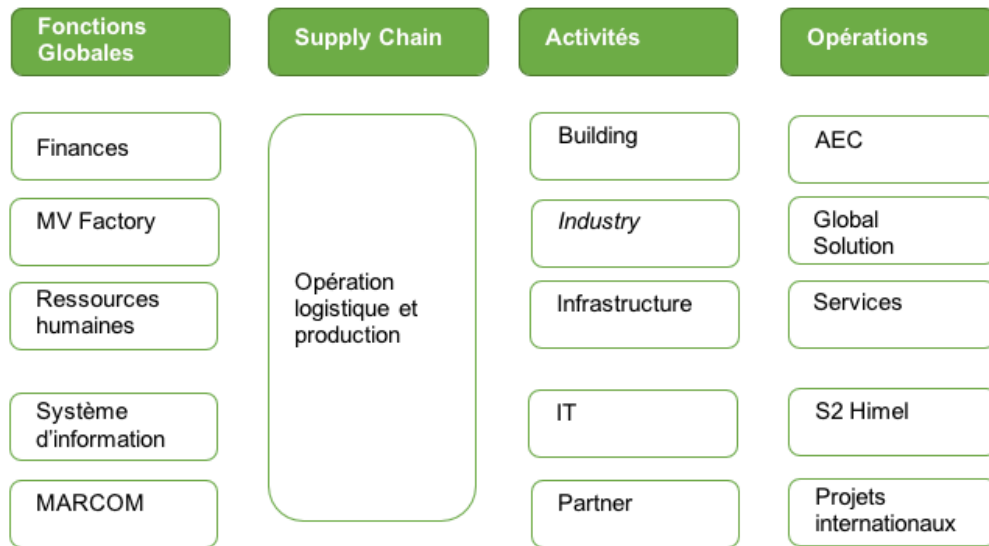 Fonctions
Globales
Supply Chain
Activités
Opérations
Finances
MV Factory
Ressources
humaines
Système
d'information
MARCOM
Opération
logistique et
production
Building
Industry
Infrastructure
IT
Partner
AEC
Global
Solution
Services
S2 Himel
Projets
internationaux